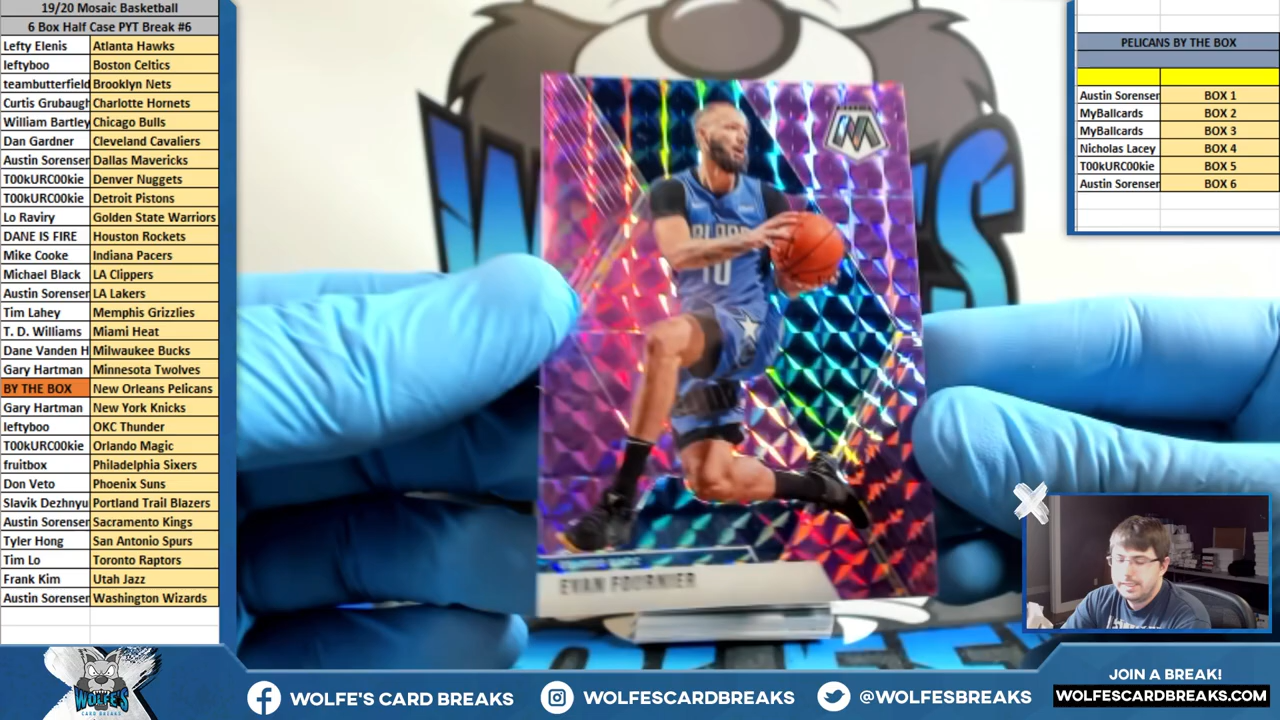 19/20 Mosaic Basketball
6 Box Half Case PYT Break #6
Lefty Elenis Atlanta Hawks
leftyboo Boston Celtics
teambutterfield Brooklyn Nets
Curtis Grubaugh Charlotte Hornets
William Bartley Chicago Bulls
Dan Gardner Cleveland Cavaliers
Austin Sorensen Dallas Mavericks
T00kURC00kie Denver Nuggets
T00kURC00kie Detroit Pistons
Lo Raviry Golden State Warriors
DANE IS FIRE Houston Rockets
Mike Cooke Indiana Pacers
Michael Black LA Clippers
Austin Sorensen LA Lakers
Tim Lahey Memphis Grizzlies
T. D. Williams Miami Heat
Dane Vanden H Milwaukee Bucks
Gary Hartman Minnesota Twolves
BY THE BOX New Orleans Pelicans
Gary Hartman New York Knicks
leftyboo OKC Thunder
T00kURC00kie Orlando Magic
fruitbox Philadelphia Sixers
Don Veto Phoenix Suns
Slavik Dezhnyu Portland Trail Blazers
Austin Sorensen Sacramento Kings
Tyler Hong San Antonio Spurs
Tim Lo Toronto Raptors
Frank Kim Utah Jazz
Austin Sorensen Washington Wizards
PELICANS BY THE BOX
Austin Sorensen BOX 1
MyBallcards BOX 2
MyBallcards BOX 3
Nicholas Lacey BOX 4
T00kURC00kie BOX 5
Austin Sorensen BOX 6
10
EVAN FOURNIER
WOLFE'S
CARD BREAKS
WOLFE'S CARD BREAKS
WOLFESCARDBREAKS
@WOLFESBREAKS
JOIN A BREAK!
WOLFESCARDBREAKS.COM